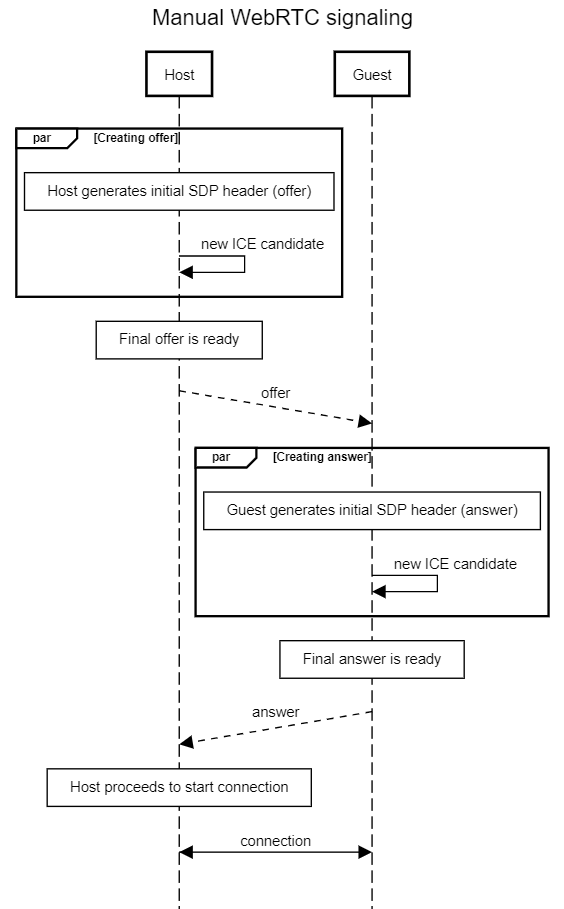 Manual WebRTC signaling
Host
Guest
par
[Creating offer]
Host generates initial SDP header (offer)
new ICE candidate
Final offer is ready
offer
par
[Creating answer]
Guest generates initial SDP header (answer)
new ICE candidate
Final answer is ready
answer
Host proceeds to start connection
connection